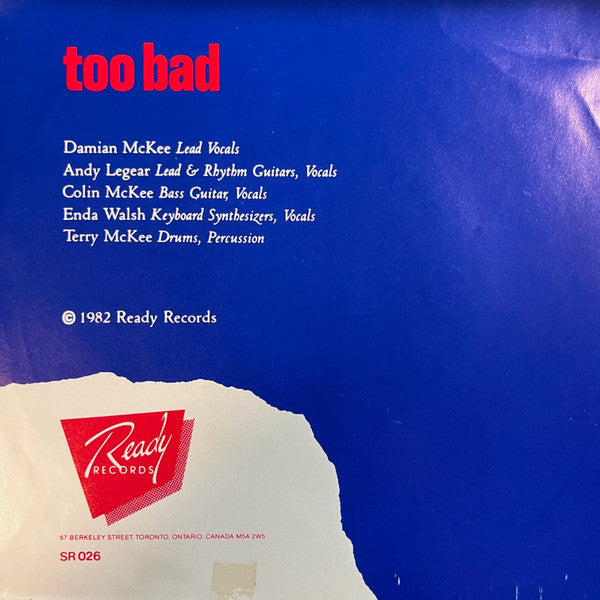 too bad
Damian McKee Lead Vocals
Andy Legear Lead & Rhythm Guitars, Vocals
Colin McKee Bass Guitar, Vocals
Enda Walsh Keyboard Synthesizers, Vocals
Terry McKee Drums, Percussion
© 1982 Ready Records
Ready
RECORDS
57 BERKELEY STREET, TORONTO, ONTARIO, CANADA M5A 2W5
SR 026